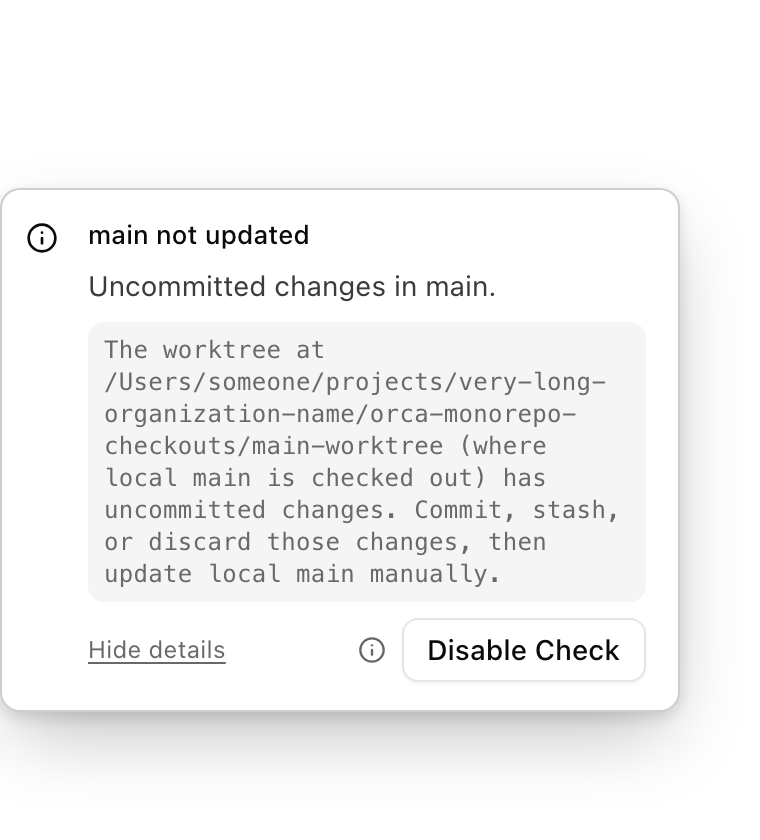 main not updated
Uncommitted changes in main.
The worktree at
/Users/someone/projects/very-long-
organization-name/orca-monorepo-
checkouts/main-worktree (where
local main is checked out) has
uncommitted changes. Commit, stash,
or discard those changes, then
update local main manually.
Hide details
Disable Check